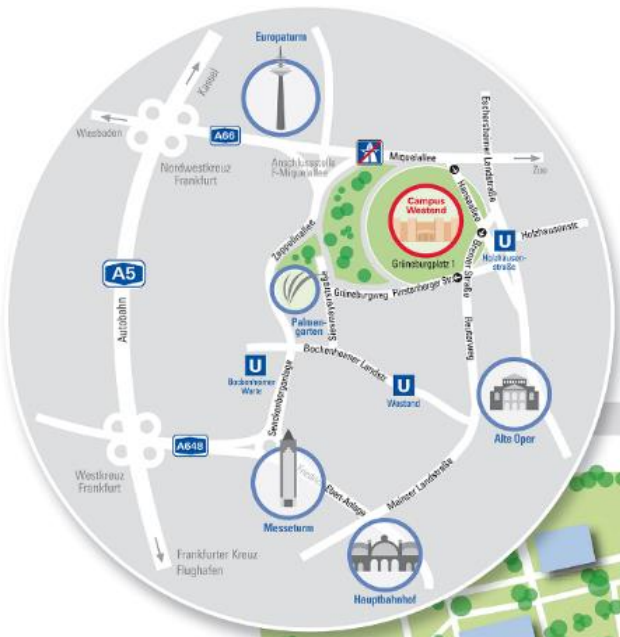 Europaturm
Kassel
Wiesbaden
A66
Nordwestkreuz
Frankfurt
Anschlussstelle
F-Miquelallee
Miquelallee
Zoo
Eschersheimer Landstraße
Hansaallee
Campus
Westend
Grüneburgplatz 1
Bremer Straße
U
Holzhausen-
straße
Holzhausenstr.
Zeppelinallee
A5
Autobahn
Palmen-
garten
Siesmayerstraße
Grüneburgweg
Fürstenberger Str.
Reuterweg
Bockenheimer Landstr.
U
Bockenheimer
Warte
U
Westend
Senckenberganlage
Alte Oper
A648
Westkreuz
Frankfurt
Messeturm
Friedrich-Ebert-Anlage
Mainzer Landstraße
Frankfurter Kreuz
Flughafen
Hauptbahnhof